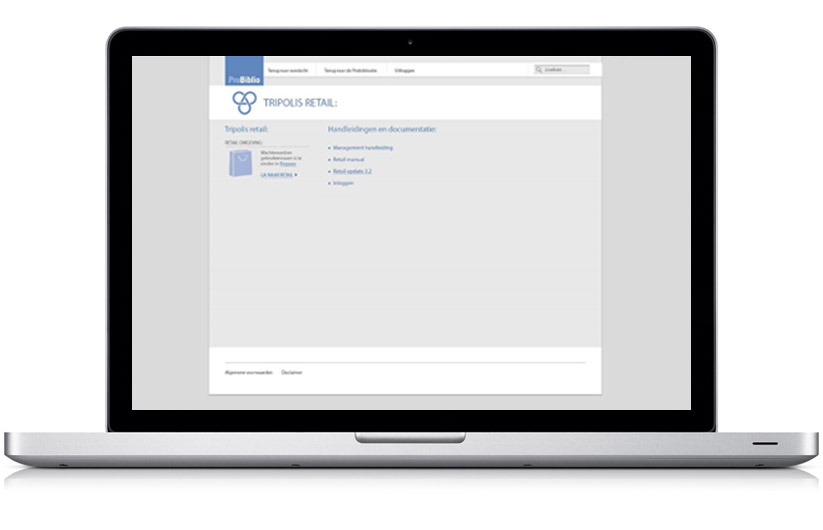 ProBiblio
Terug naar overzicht
Terug naar de Probibliosite
Uitloggen
zoeken ...
TRIPOLIS RETAIL:
Tripolis retail:
RETAIL OMGEVING:
Wachtwoord en
gebruikersnaam is te
vinden in
GA NAAR RETAIL
Handleidingen en documentatie:
Management handleiding
Retail manual
Retail update 3.2
Inloggen
Algemene voorwaarden
Disclaimer